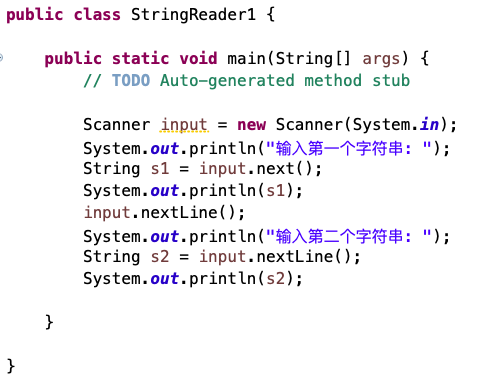 public class StringReader1 {
public static void main(String[] args) {
// TODO Auto-generated method stub
Scanner input = new Scanner(System.in);
System.out.println("输入第一个字符串: ");
String s1 = input.next();
System.out.println(s1);
input.nextLine();
System.out.println("输入第二个字符串: ");
String s2 = input.nextLine();
System.out.println(s2);
}
}